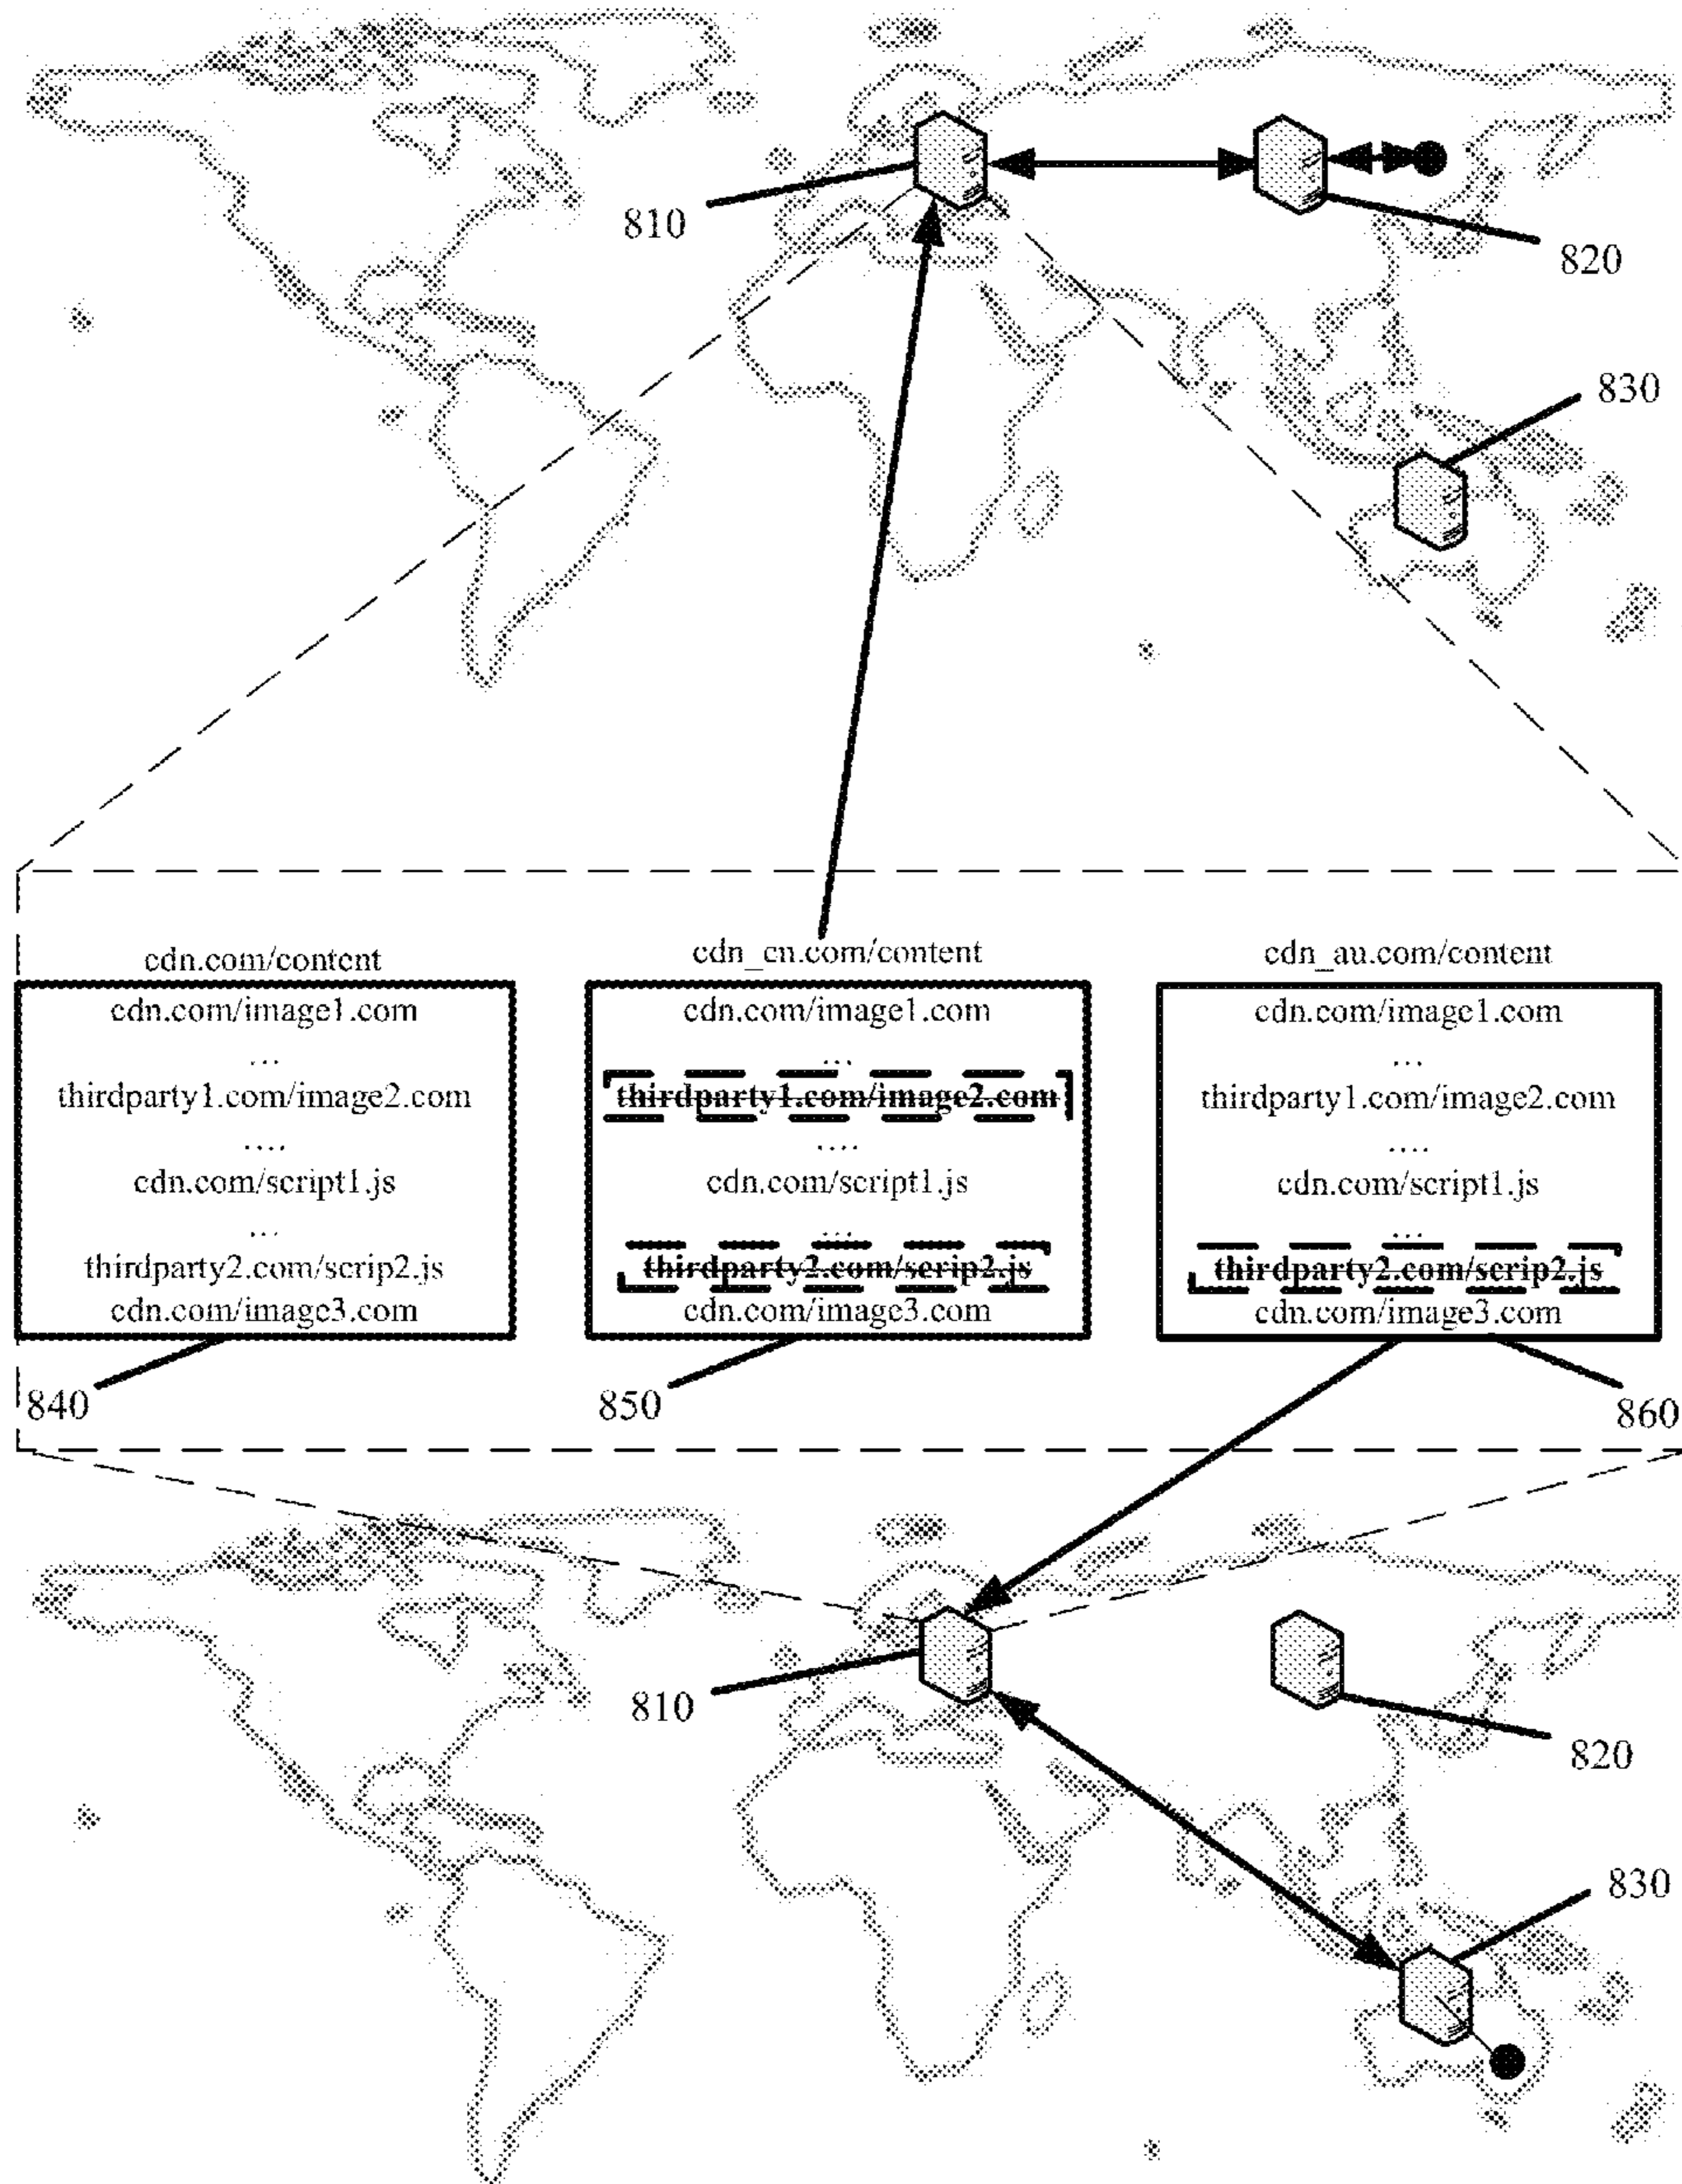 810
820
830
cdn.com/content
cdn.com/image1.com
...
thirdparty1.com/image2.com
....
cdn.com/script1.js
...
thirdparty2.com/scrip2.js
cdn.com/image3.com
840
cdn_cn.com/content
cdn.com/image1.com
...
thirdparty1.com/image2.com
....
cdn.com/script1.js
...
thirdparty2.com/scrip2.js
cdn.com/image3.com
850
cdn_au.com/content
cdn.com/image1.com
...
thirdparty1.com/image2.com
....
cdn.com/script1.js
...
thirdparty2.com/scrip2.js
cdn.com/image3.com
860
810
820
830